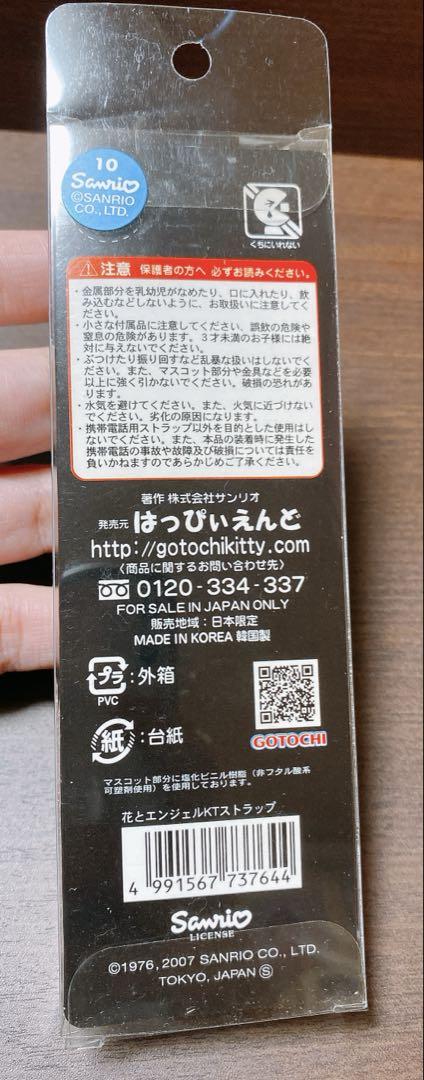 10
Sanrio
©SANRIO
CO., LTD.
くちにいれない
注意 保護者の方へ 必ずお読みください。
・金属部分を乳幼児がなめたり、口に入れたり、飲
み込むなどしないように、お取扱いに注意してく
ださい。
・小さな付属品に注意してください、誤飲の危険や
窒息の危険があります。3才未満のお子様には絶
対に与えないでください。
・ぶつけたり振り回すなど乱暴な扱いはしないでく
ださい。また、マスコット部分や金具などを必要
以上に強く引かないでください。破損の恐れがあ
ります。
・水気を避けてください。また、火気に近づけない
でください。劣化の原因になります。
・携帯電話用ストラップ以外を目的とした使用はし
ないでください。また、本品の装着時に発生した
携帯電話の事故や故障及び破損については責任を
負いかねますのであらかじめご了承ください。
著作 株式会社サンリオ
発売元 はっぴぃえんど
http://gotochikitty.com
〈商品に関するお問い合わせ先〉
0120-334-337
FOR SALE IN JAPAN ONLY
販売地域：日本限定
MADE IN KOREA 韓国製
プラ：外箱
PVC
紙：台紙
GOTOCHI
マスコット部分に塩化ビニル樹脂（非フタル酸系
可塑剤使用）を使用しております。
花とエンジェルKTストラップ
4 991567 737644
Sanrio
LICENSE
©1976, 2007 SANRIO CO., LTD.
TOKYO, JAPAN Ⓢ